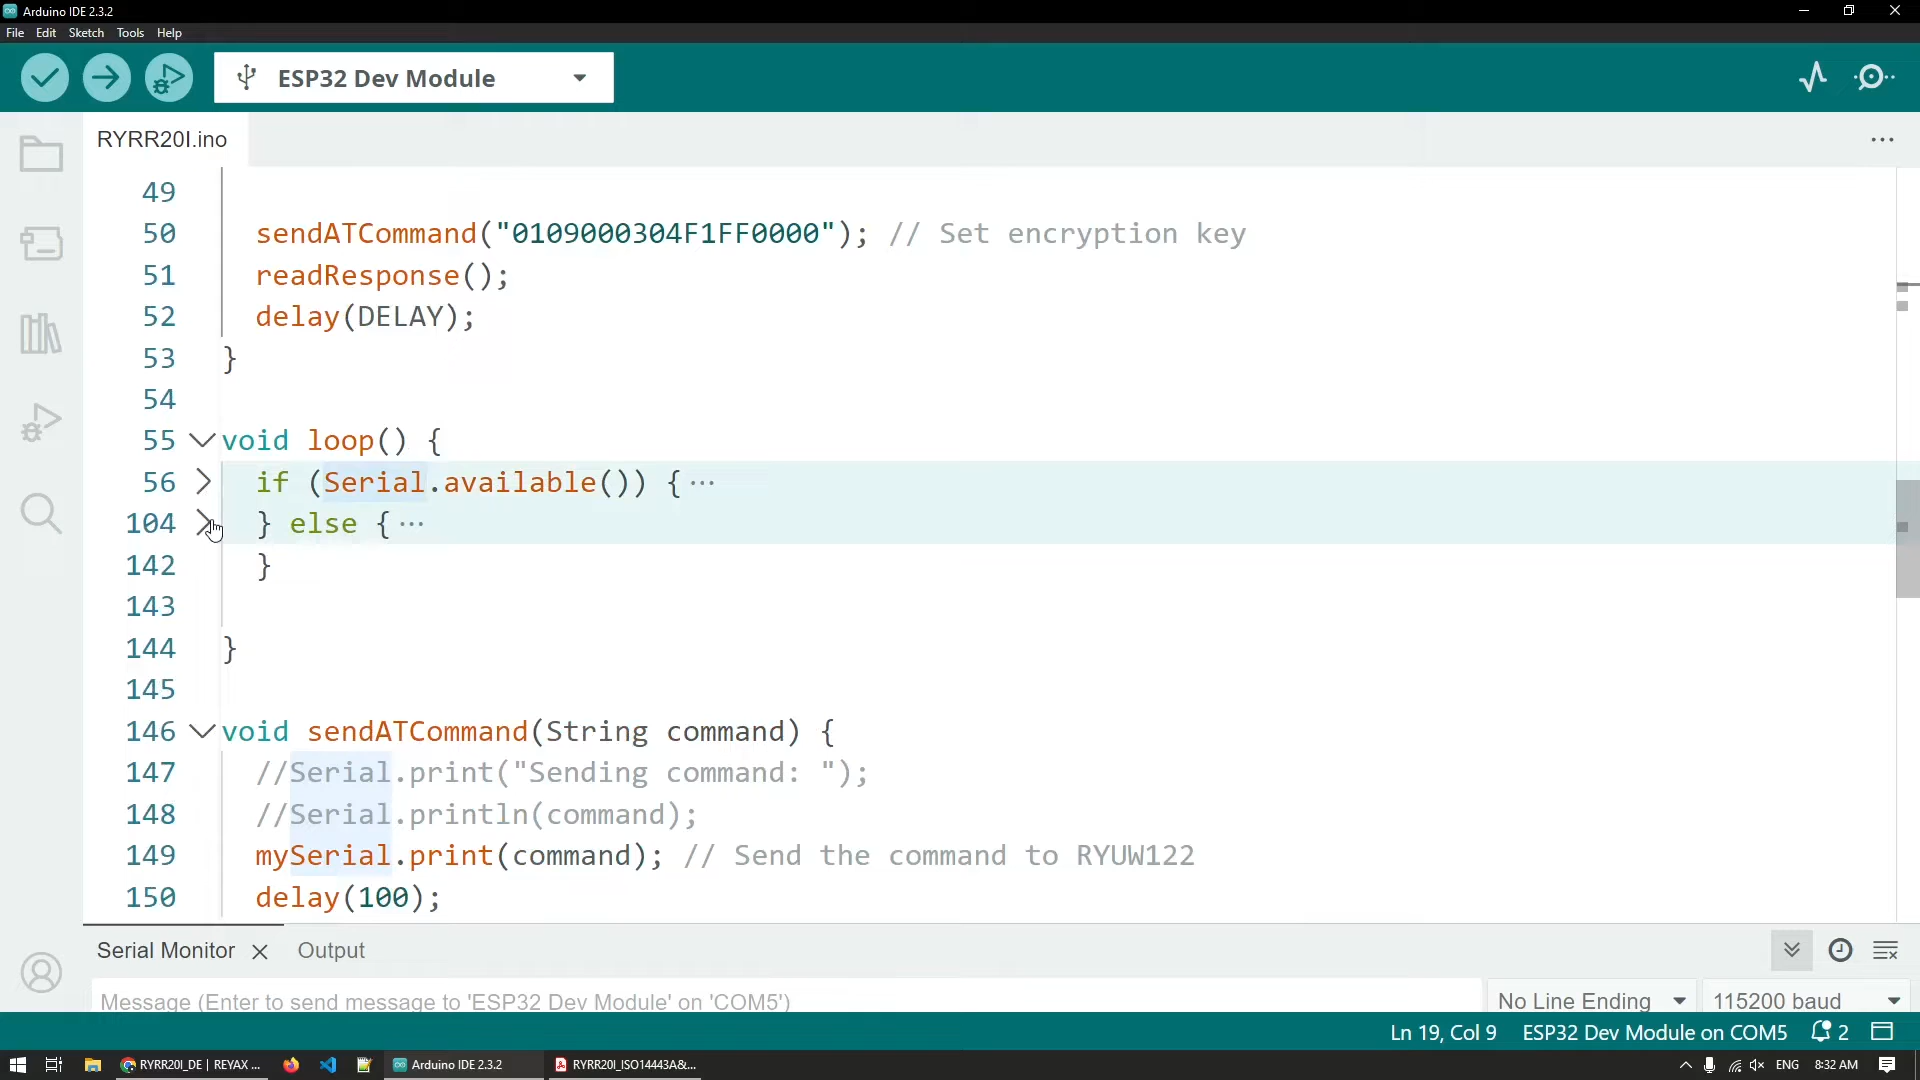 Arduino IDE 2.3.2
File Edit Sketch Tools Help
ESP32 Dev Module
RYRR20I.ino
49
50 sendATCommand("0109000304F1FF0000"); // Set encryption key
51 readResponse();
52 delay(DELAY);
53 }
54
55 void loop() {
56 if (Serial.available()) {···
104 } else {···
142 }
143
144 }
145
146 void sendATCommand(String command) {
147 //Serial.print("Sending command: ");
148 //Serial.println(command);
149 mySerial.print(command); // Send the command to RYUW122
150 delay(100);
Serial Monitor Output
Message (Enter to send message to 'ESP32 Dev Module' on 'COM5') No Line Ending 115200 baud
Ln 19, Col 9 ESP32 Dev Module on COM5 2
RYRR20I_DE | REYAX ... Arduino IDE 2.3.2 RYRR20I_ISO14443A&... ENG 8:32 AM